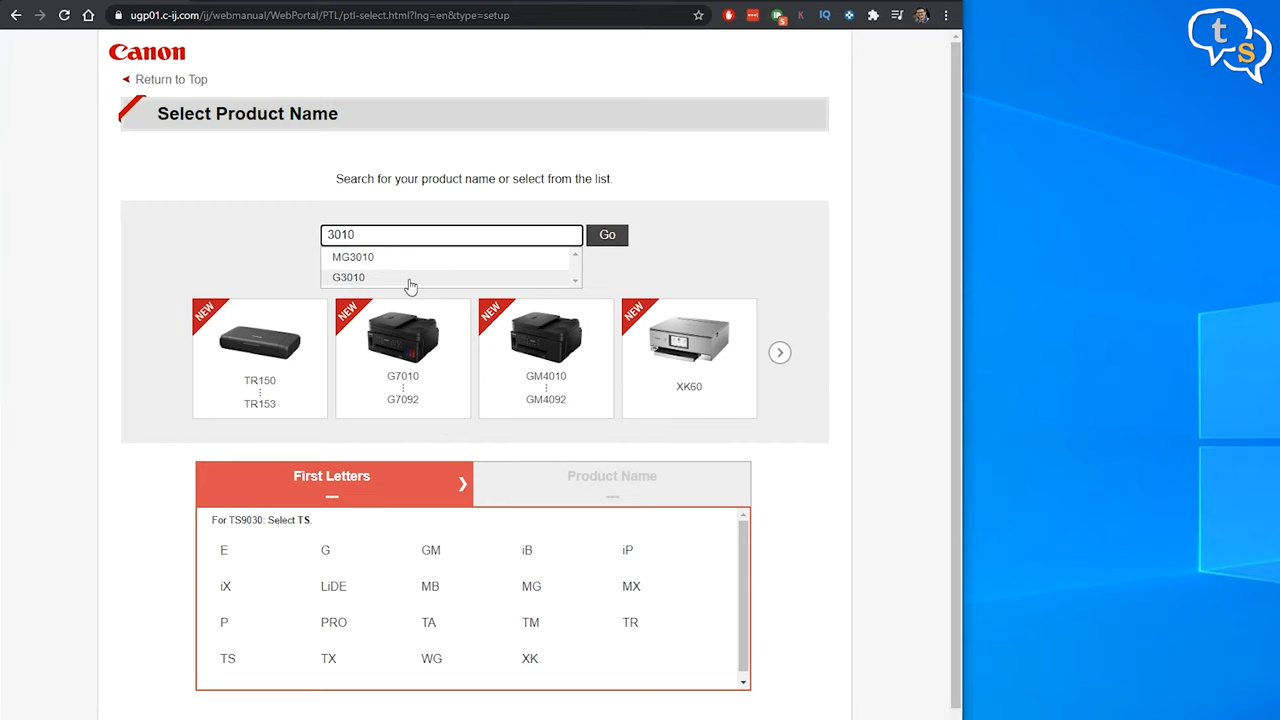 ugp01.c-ij.com/ij/webmanual/WebPortal/PTL/ptl-select.html?lng=en&type=setup
K
IQ
5
t
s
Canon
Return to Top
Select Product Name
Search for your product name or select from the list.
3010
Go
MG3010
G3010
NEW
NEW
NEW
NEW
TR150
⋮
TR153
G7010
⋮
G7092
GM4010
⋮
GM4092
XK60
First Letters
Product Name
For TS9030: Select TS.
E G GM iB iP
iX LiDE MB MG MX
P PRO TA TM TR
TS TX WG XK